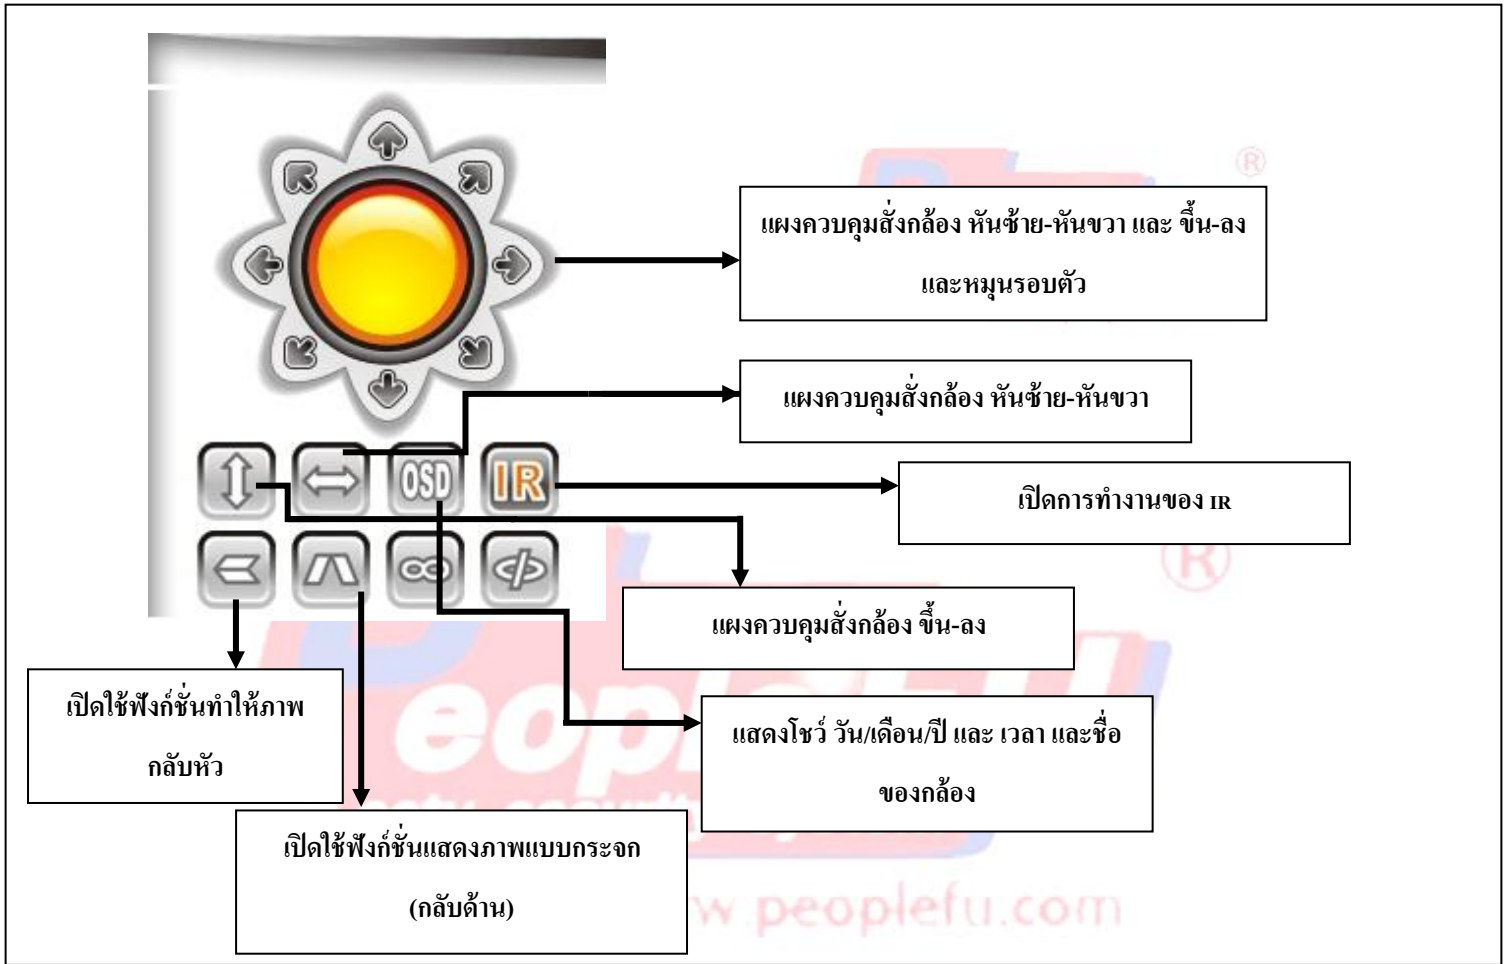 ®
แผงควบคุมสั่งกล้อง หันซ้าย-หันขวา และ ขึ้น-ลง
และหมุนรอบตัว
แผงควบคุมสั่งกล้อง หันซ้าย-หันขวา
OSD
IR
เปิดการทำงานของ IR
®
แผงควบคุมสั่งกล้อง ขึ้น-ลง
เปิดใช้ฟังก์ชั่นทำให้ภาพ
กลับหัว
แสดงโชว์ วัน/เดือน/ปี และ เวลา และชื่อ
ของกล้อง
เปิดใช้ฟังก์ชั่นแสดงภาพแบบกระจก
(กลับด้าน)
w.peoplefu.com